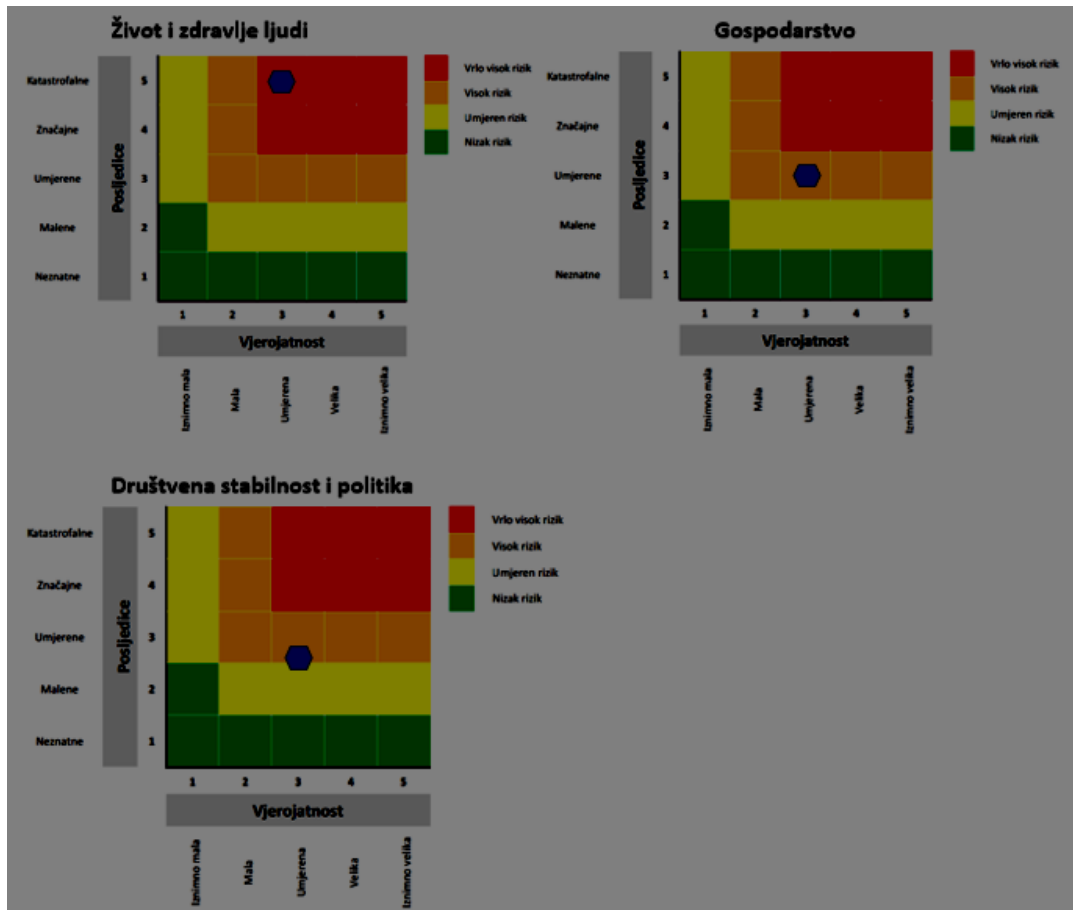 Život i zdravlje ljudi
Katastrofalne
Značajne
Umjerene
Malene
Neznatne
Posljedice
5
4
3
2
1
1 2 3 4 5
Vjerojatnost
Iznimno mala
Mala
Umjerena
Velika
Iznimno velika
Vrlo visok rizik
Visok rizik
Umjeren rizik
Nizak rizik
Gospodarstvo
Katastrofalne
Značajne
Umjerene
Malene
Neznatne
Posljedice
5
4
3
2
1
1 2 3 4 5
Vjerojatnost
Iznimno mala
Mala
Umjerena
Velika
Iznimno velika
Vrlo visok rizik
Visok rizik
Umjeren rizik
Nizak rizik
Društvena stabilnost i politika
Katastrofalne
Značajne
Umjerene
Malene
Neznatne
Posljedice
5
4
3
2
1
1 2 3 4 5
Vjerojatnost
Iznimno mala
Mala
Umjerena
Velika
Iznimno velika
Vrlo visok rizik
Visok rizik
Umjeren rizik
Nizak rizik